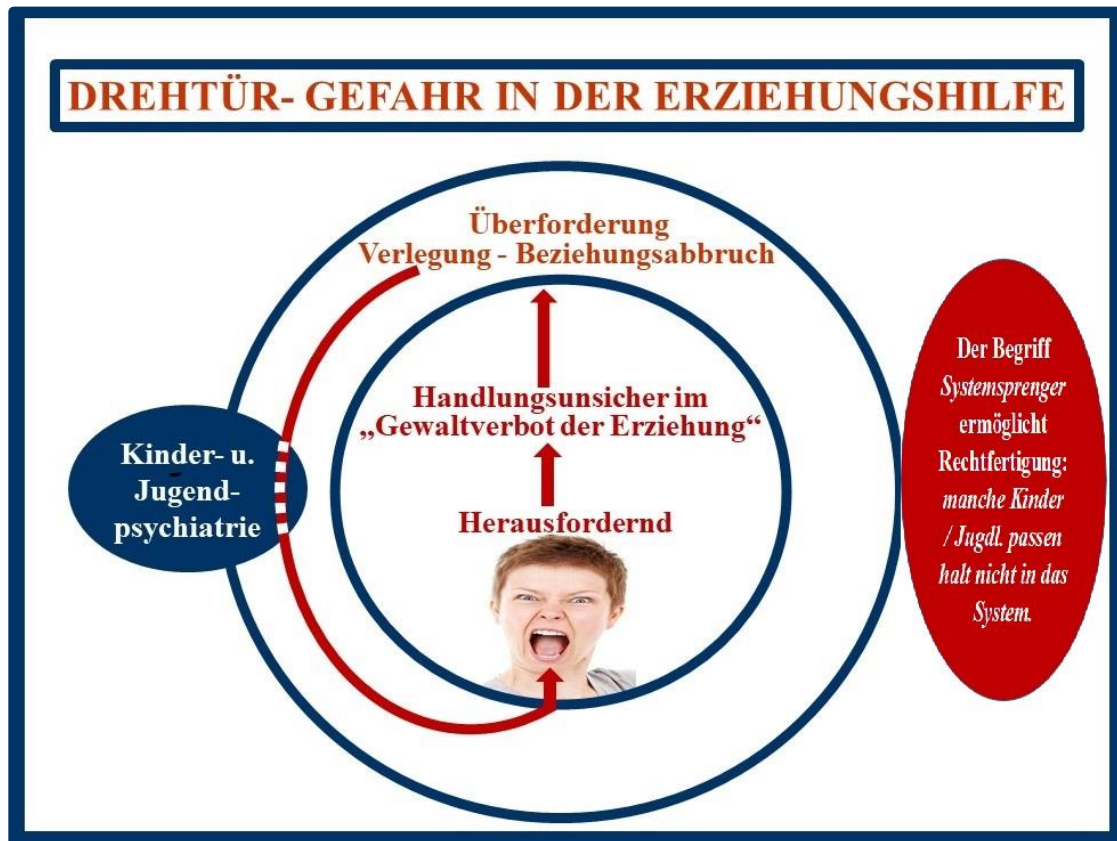 DREHTÜR- GEFAHR IN DER ERZIEHUNGSHILFE
Überforderung
Verlegung - Beziehungsabbruch
Handlungsunsicher im
„Gewaltverbot der Erziehung“
Herausfordernd
Kinder- u.
Jugend-
psychiatrie
Der Begriff
Systemsprenger
ermöglicht
Rechtfertigung:
manche Kinder
/ Jugdl. passen
halt nicht in das
System.